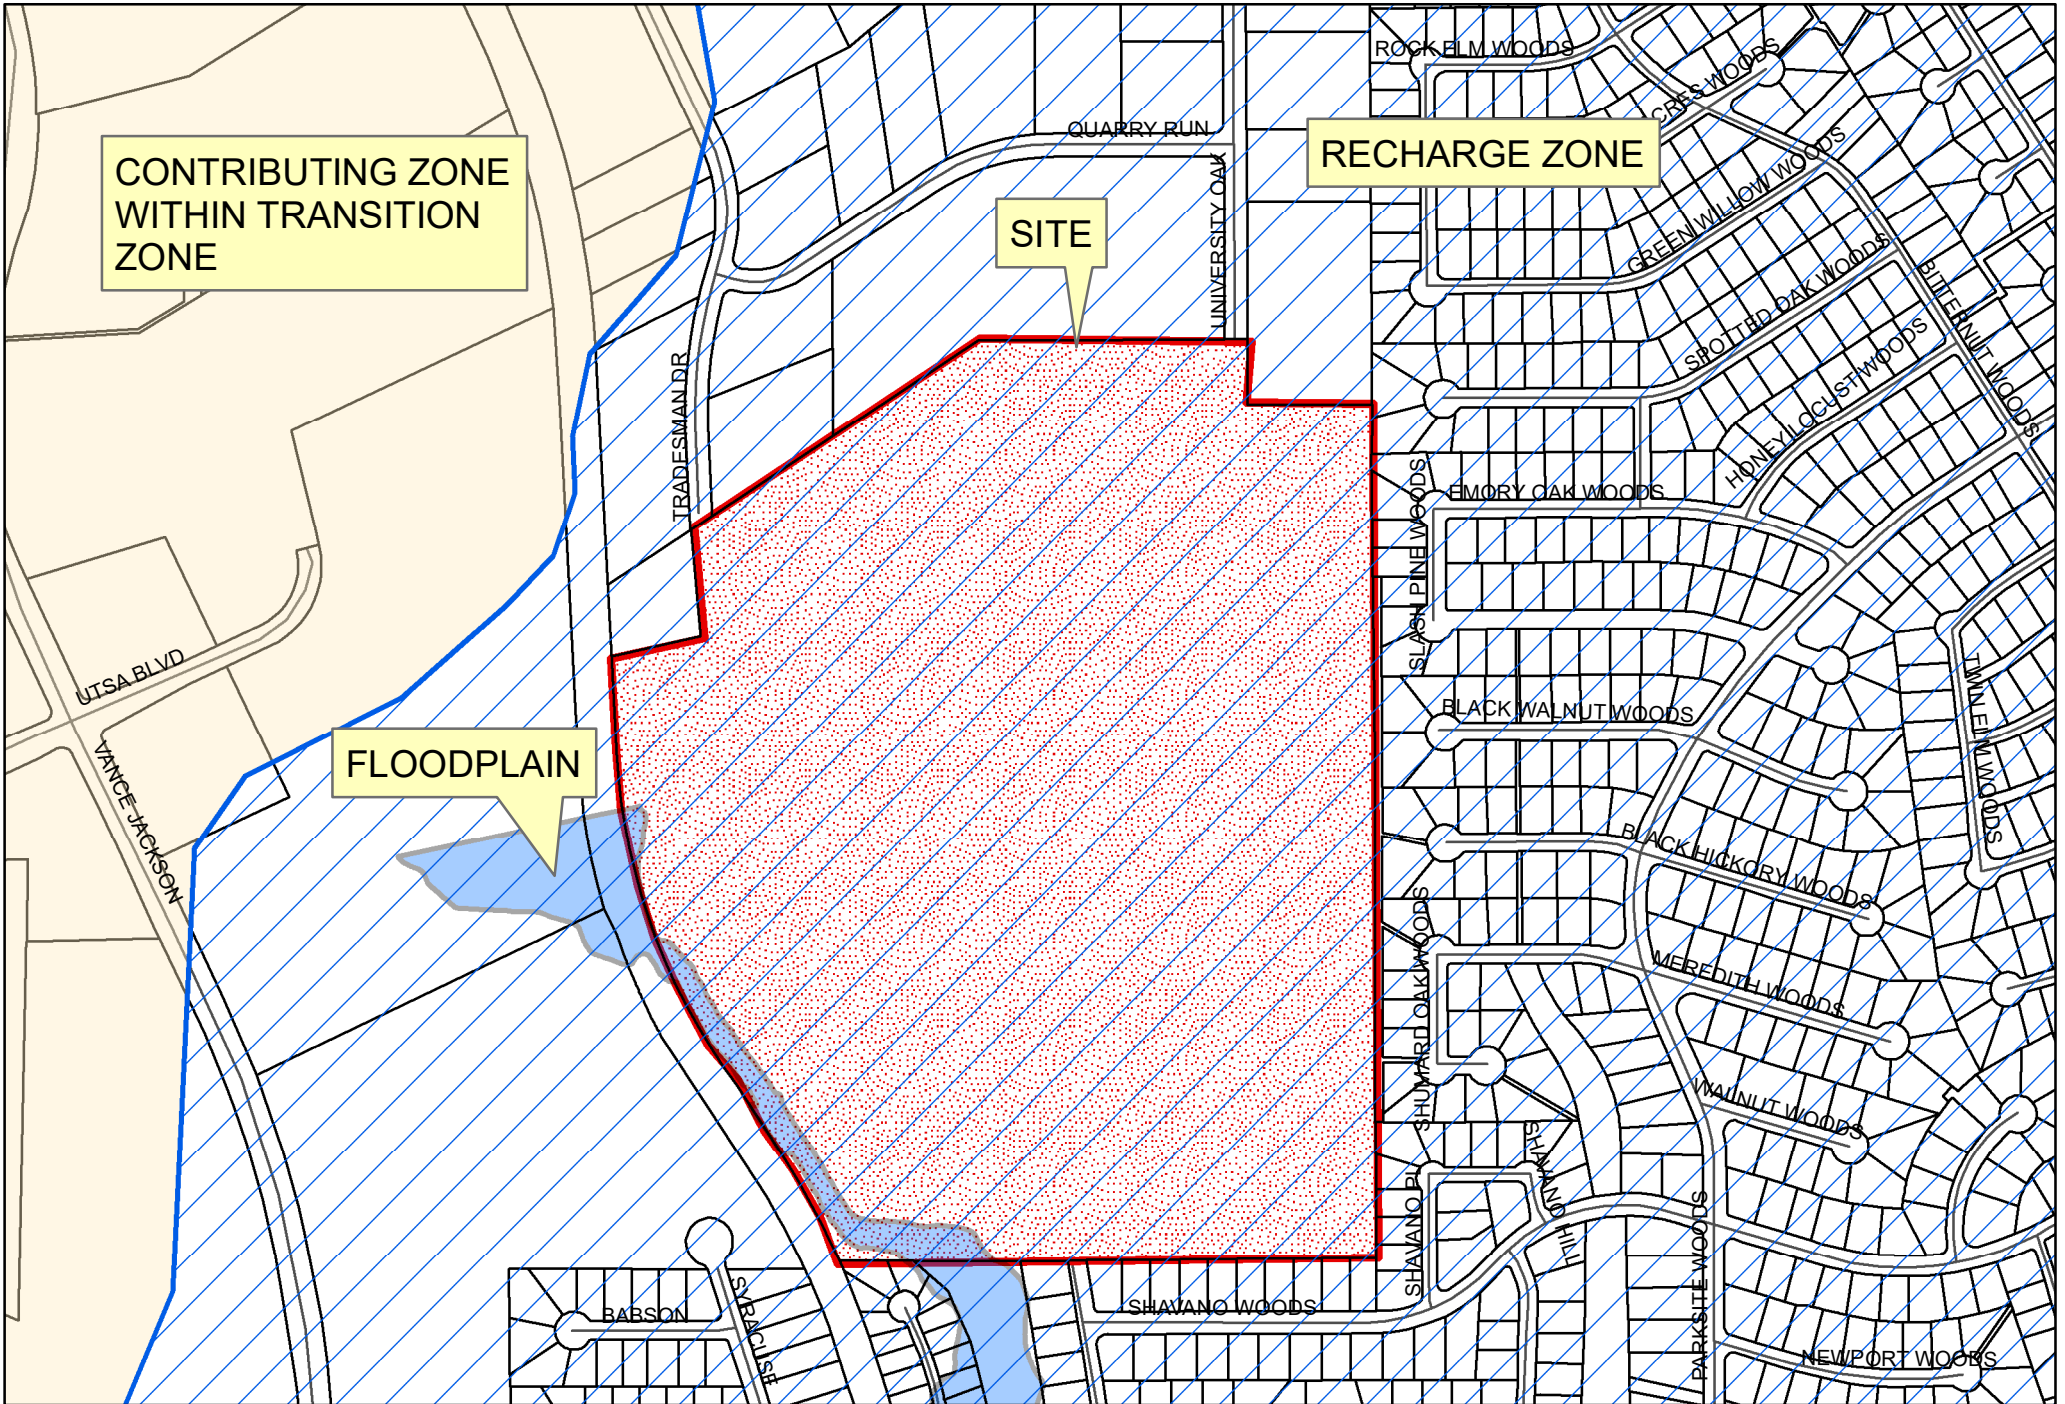 ROCK ELM WOODS
ACRES WOODS
QUARRY RUN
CONTRIBUTING ZONE
WITHIN TRANSITION
ZONE
RECHARGE ZONE
SITE
UNIVERSITY OAK
GREEN WILLOW WOODS
SPOTTED OAK WOODS
BITTERNUT WOODS
HONEY LOCUST WOODS
TRADESMAN DR
EMORY OAK WOODS
SLASH PINE WOODS
UTSA BLVD
BLACK WALNUT WOODS
TWIN ELM WOODS
FLOODPLAIN
VANCE JACKSON
BLACK HICKORY WOODS
SHUMARD OAK WOODS
MEREDITH WOODS
WALNUT WOODS
SHAVANO PL
SHAVANO HILL
PARKSITE WOODS
BABSON
SYRACUSE
SHAVANO WOODS
NEWPORT WOODS